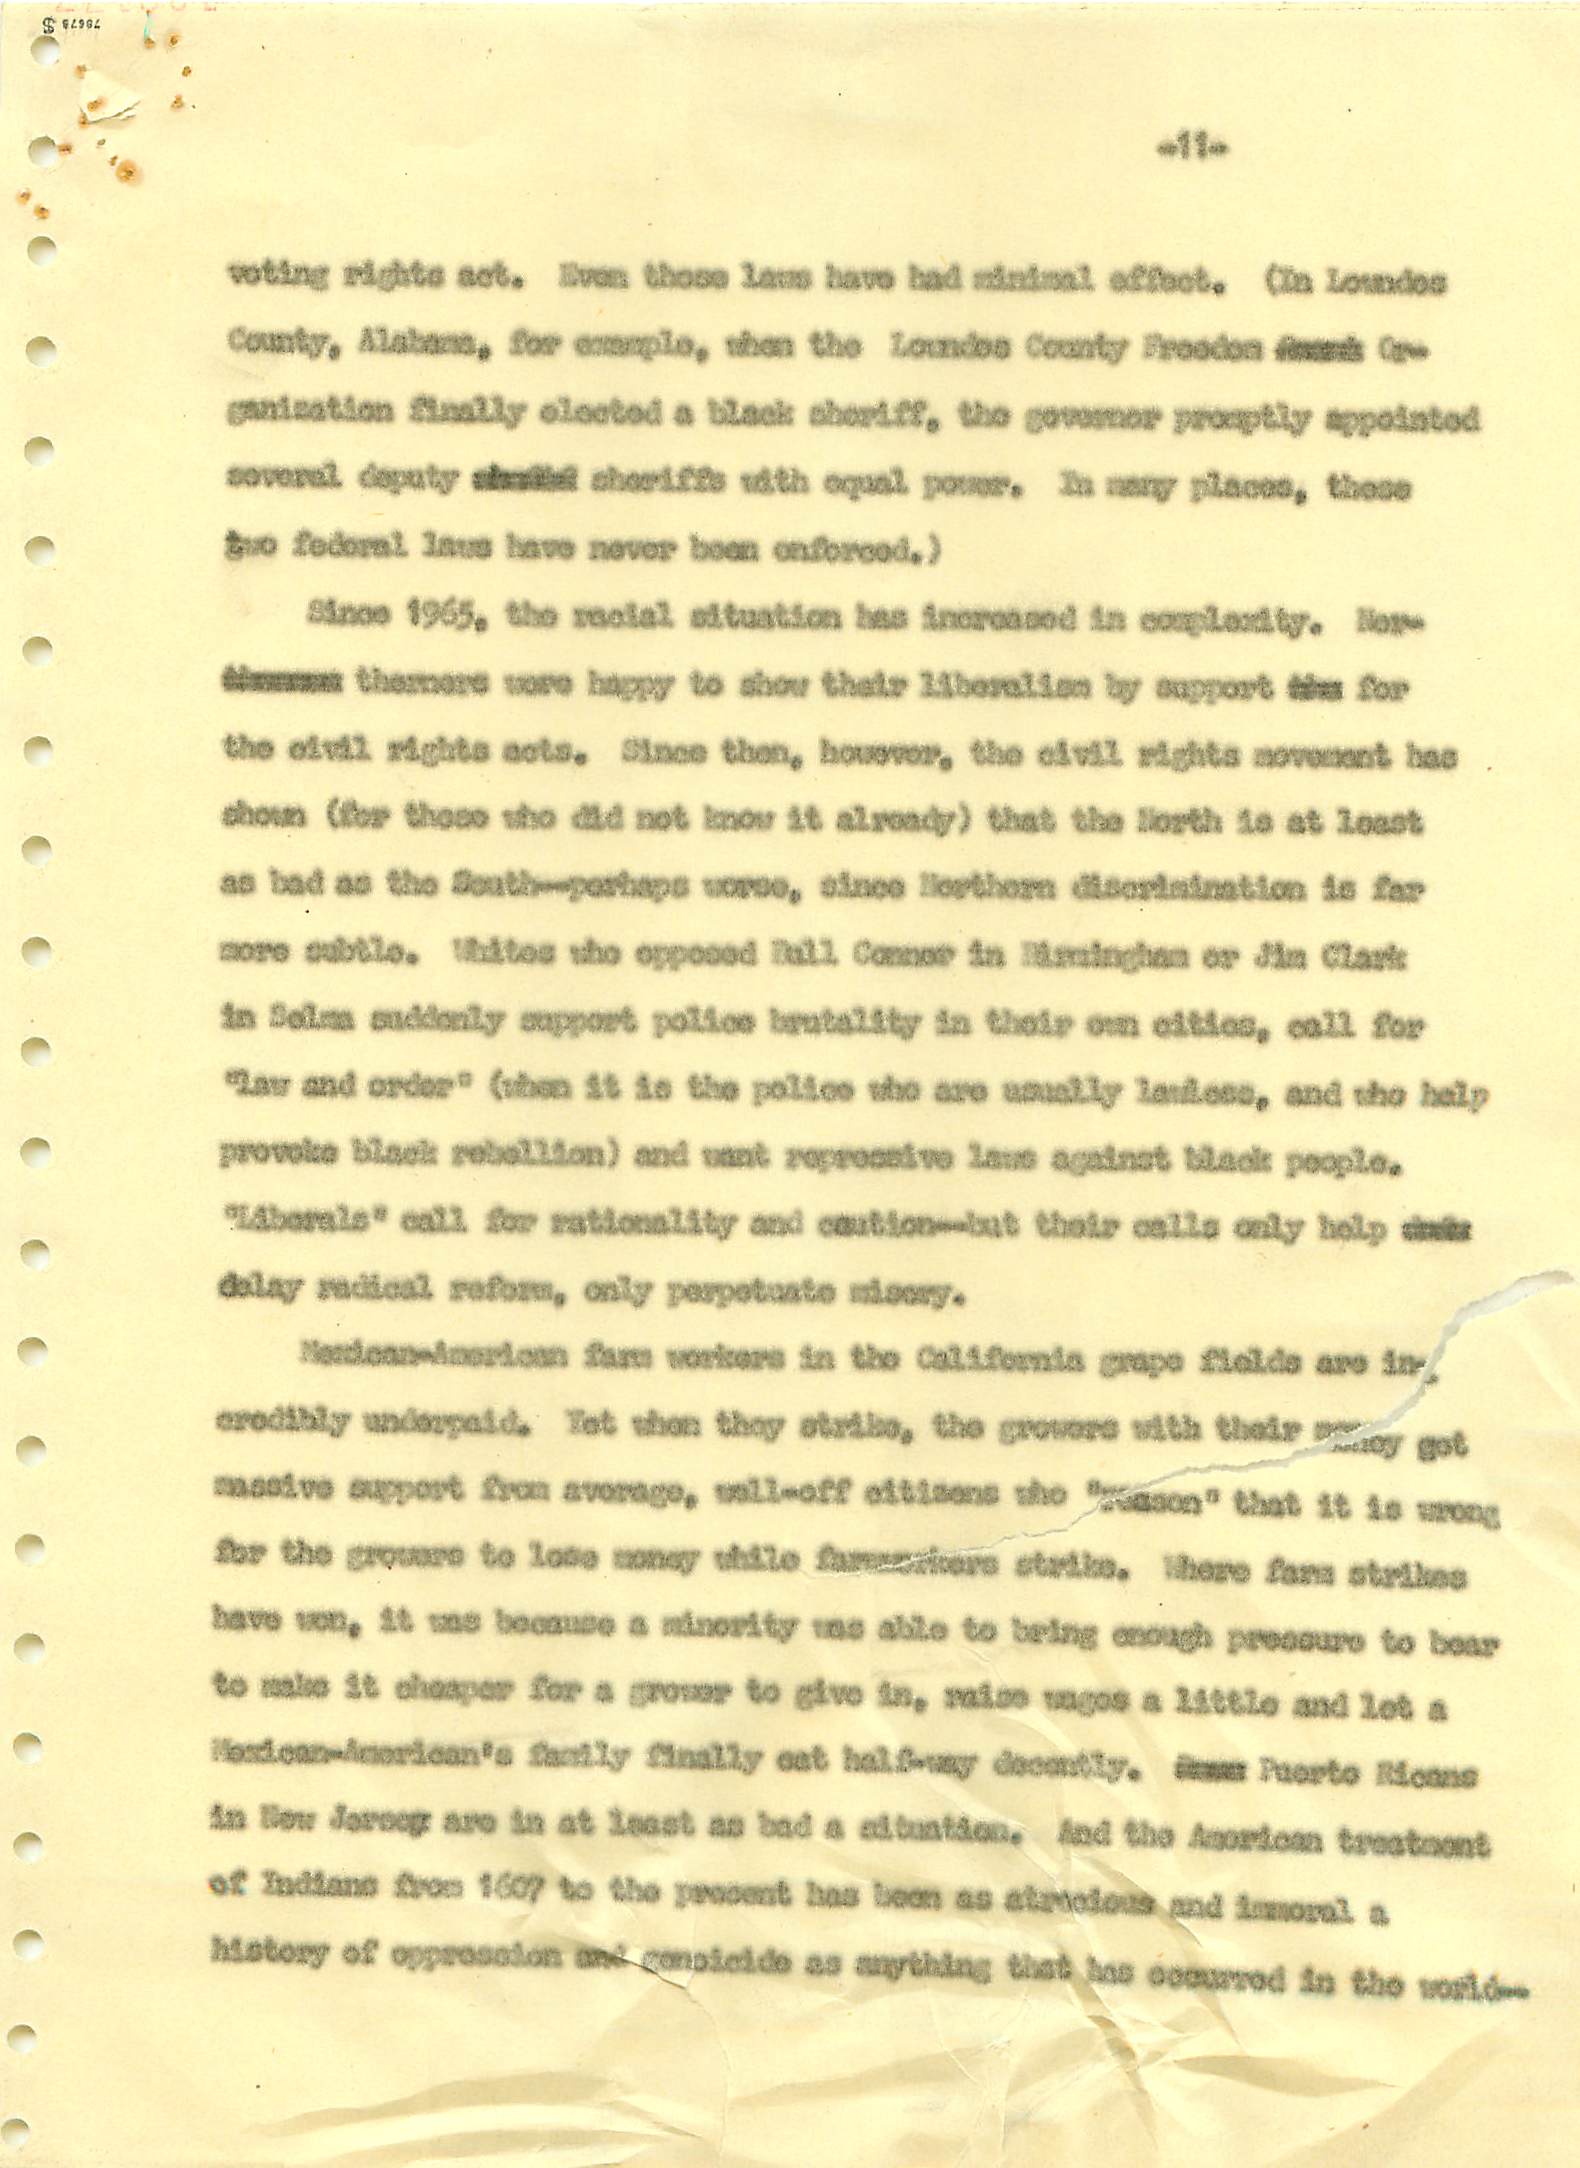 78675 $
-11-
voting rights act. Even those laws have had minimal effect. (In Lowndes
County, Alabama, for example, when the Lowndes County Freedom Or-
ganization finally elected a black sheriff, the governor promptly appointed
several deputy sheriffs with equal power. In many places, these
two federal laws have never been enforced.)
Since 1965, the racial situation has increased in complexity. Nor-
therners were happy to show their liberalism by support for
the civil rights acts. Since then, however, the civil rights movement has
shown (for those who did not know it already) that the North is at least
as bad as the South--perhaps worse, since Northern discrimination is far
more subtle. Whites who opposed Bull Connor in Birmingham or Jim Clark
in Selma suddenly support police brutality in their own cities, call for
"law and order" (when it is the police who are usually lawless, and who help
provoke black rebellion) and want repressive laws against black people.
"Liberals" call for rationality and caution--but their calls only help
delay radical reform, only perpetuate misery.
Mexican-American farm workers in the California grape fields are in-
credibly underpaid. Yet when they strike, the growers with their money get
massive support from average, well-off citizens who "reason" that it is wrong
for the growers to lose money while farmworkers strike. Where farm strikes
have won, it was because a minority was able to bring enough pressure to bear
to make it cheaper for a grower to give in, raise wages a little and let a
Mexican-American's family finally eat half-way decently. Puerto Ricans
in New Jersey are in at least as bad a situation. And the American treatment
of Indians from 1607 to the present has been as atrocious and immoral a
history of oppression and genoicide as anything that has occurred in the world--